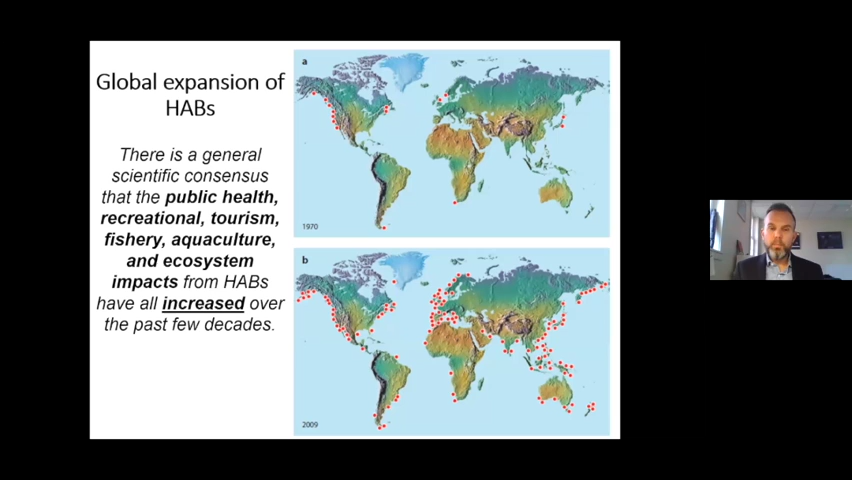 Global expansion of
HABs
There is a general
scientific consensus
that the public health,
recreational, tourism,
fishery, aquaculture,
and ecosystem
impacts from HABs
have all increased over
the past few decades.
a
1970
b
2009